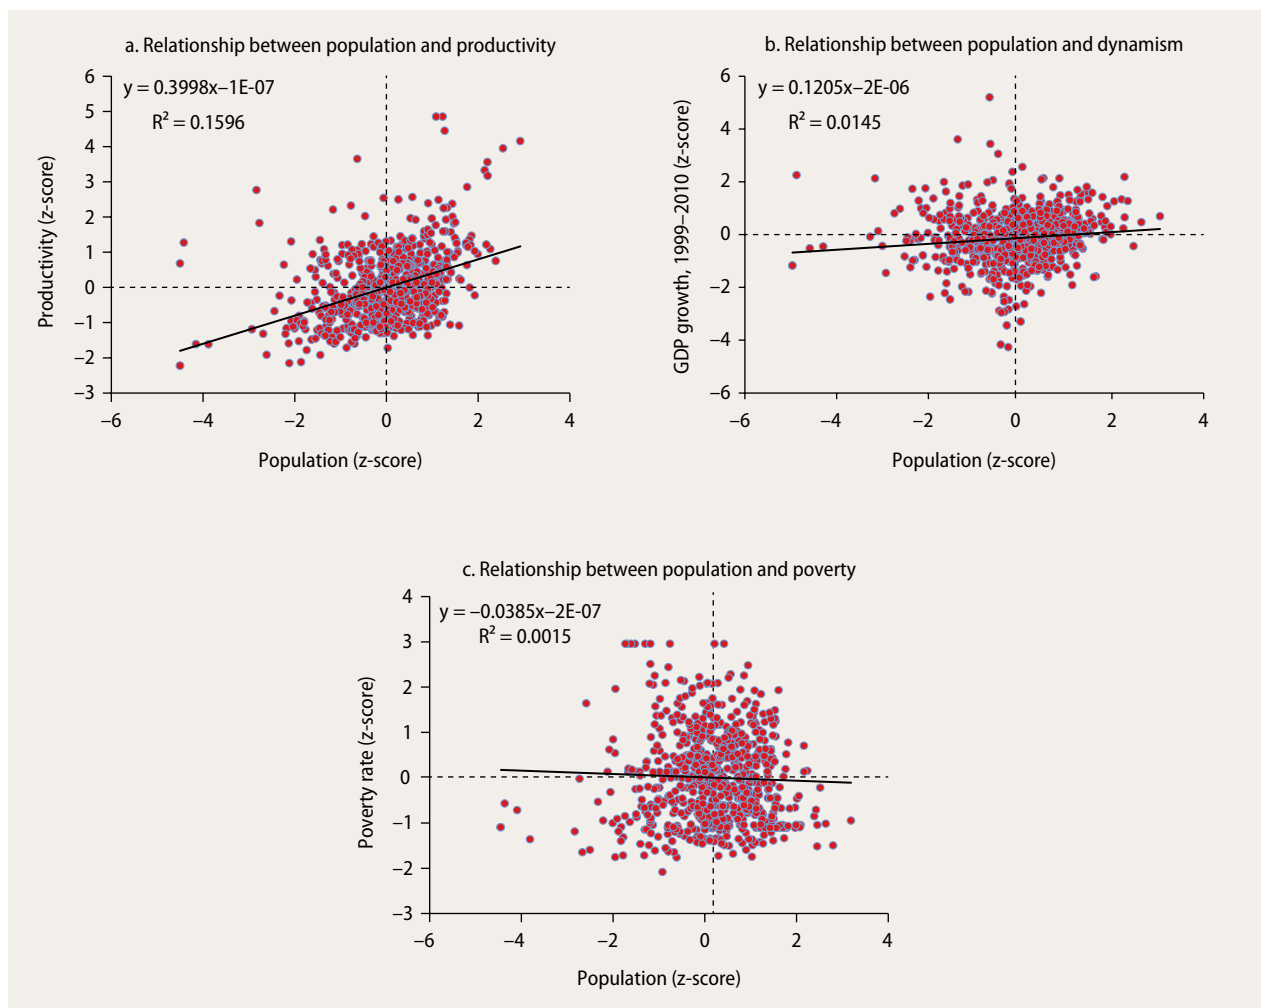 a. Relationship between population and productivity
y = 0.3998x–1E-07
R² = 0.1596
Productivity (z-score)
6
5
4
3
2
1
0
–1
–2
–3
–6
–4
–2
0
2
4
Population (z-score)
b. Relationship between population and dynamism
y = 0.1205x–2E-06
R² = 0.0145
GDP growth, 1999–2010 (z-score)
6
4
2
0
–2
–4
–6
–6
–4
–2
0
2
4
Population (z-score)
c. Relationship between population and poverty
y = –0.0385x–2E-07
R² = 0.0015
Poverty rate (z-score)
4
3
2
1
0
–1
–2
–3
–6
–4
–2
0
2
4
Population (z-score)